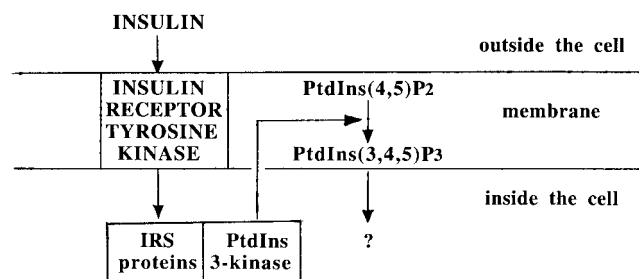 INSULIN
outside the cell
INSULIN
RECEPTOR
TYROSINE
KINASE
PtdIns(4,5)P2
membrane
PtdIns(3,4,5)P3
inside the cell
IRS
proteins
PtdIns
3-kinase
?